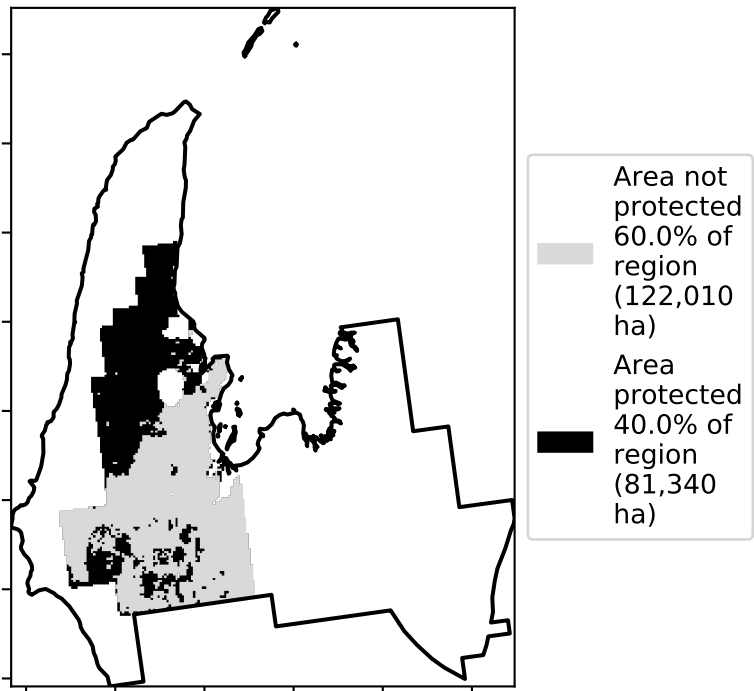 Area not
protected
60.0% of
region
(122,010
ha)
Area
protected
40.0% of
region
(81,340
ha)